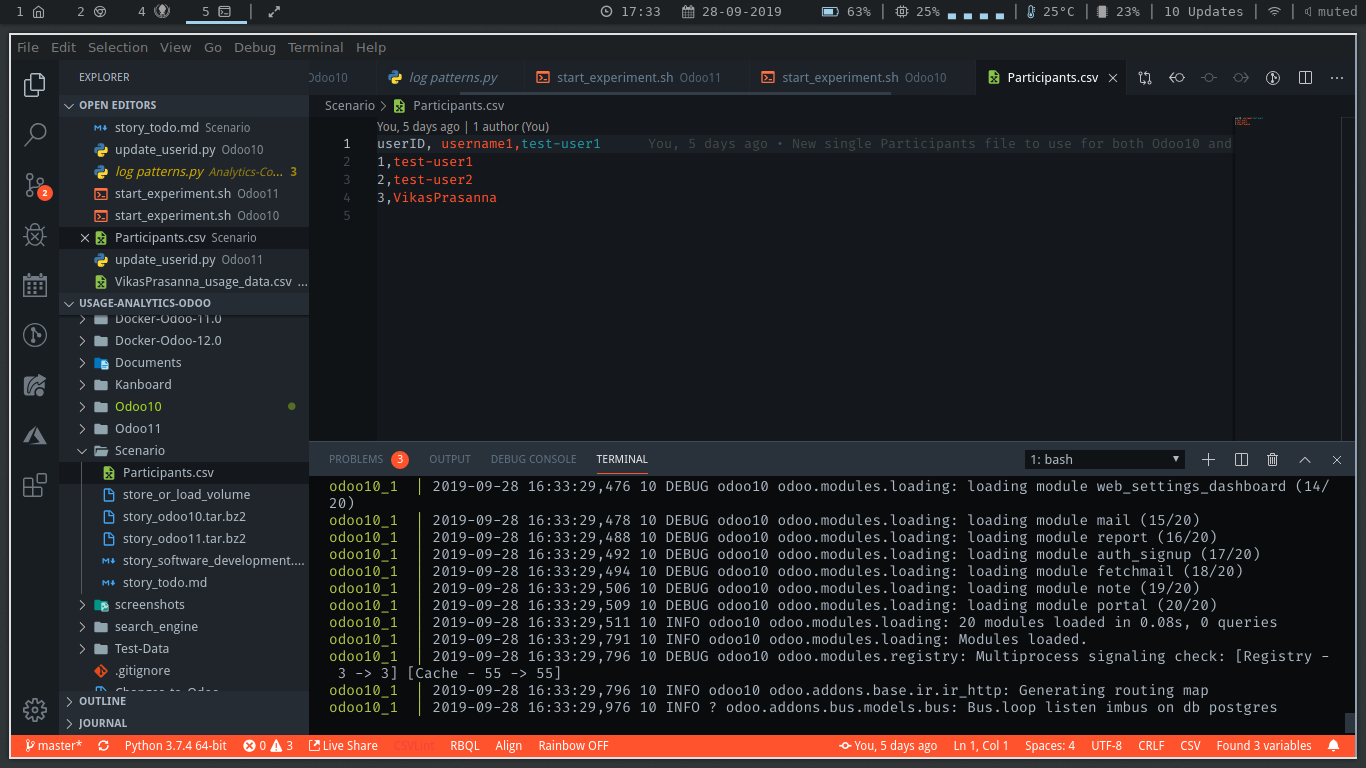 1 2 4 5 17:33 28-09-2019 63% 25% 25°C 23% 10 Updates muted
File Edit Selection View Go Debug Terminal Help
EXPLORER
Odoo10 log patterns.py start_experiment.sh Odoo11 start_experiment.sh Odoo10 Participants.csv
OPEN EDITORS
story_todo.md Scenario
update_userid.py Odoo10
log patterns.py Analytics-Co... 3
start_experiment.sh Odoo11
start_experiment.sh Odoo10
Participants.csv Scenario
update_userid.py Odoo11
VikasPrasanna_usage_data.csv ...
2
USAGE-ANALYTICS-ODOO
Docker-Odoo-11.0
Docker-Odoo-12.0
Documents
Kanboard
Odoo10
Odoo11
Scenario
Participants.csv
store_or_load_volume
story_odoo10.tar.bz2
story_odoo11.tar.bz2
story_software_development....
story_todo.md
screenshots
search_engine
Test-Data
.gitignore
Changes-to-Odoo
OUTLINE
JOURNAL
Scenario > Participants.csv
You, 5 days ago | 1 author (You)
1 userID, username1,test-user1 You, 5 days ago • New single Participants file to use for both Odoo10 and
2 1,test-user1
3 2,test-user2
4 3,VikasPrasanna
5
PROBLEMS 3 OUTPUT DEBUG CONSOLE TERMINAL 1: bash
odoo10_1 | 2019-09-28 16:33:29,476 10 DEBUG odoo10 odoo.modules.loading: loading module web_settings_dashboard (14/
20)
odoo10_1 | 2019-09-28 16:33:29,478 10 DEBUG odoo10 odoo.modules.loading: loading module mail (15/20)
odoo10_1 | 2019-09-28 16:33:29,488 10 DEBUG odoo10 odoo.modules.loading: loading module report (16/20)
odoo10_1 | 2019-09-28 16:33:29,492 10 DEBUG odoo10 odoo.modules.loading: loading module auth_signup (17/20)
odoo10_1 | 2019-09-28 16:33:29,494 10 DEBUG odoo10 odoo.modules.loading: loading module fetchmail (18/20)
odoo10_1 | 2019-09-28 16:33:29,506 10 DEBUG odoo10 odoo.modules.loading: loading module note (19/20)
odoo10_1 | 2019-09-28 16:33:29,509 10 DEBUG odoo10 odoo.modules.loading: loading module portal (20/20)
odoo10_1 | 2019-09-28 16:33:29,511 10 INFO odoo10 odoo.modules.loading: 20 modules loaded in 0.08s, 0 queries
odoo10_1 | 2019-09-28 16:33:29,791 10 INFO odoo10 odoo.modules.loading: Modules loaded.
odoo10_1 | 2019-09-28 16:33:29,796 10 DEBUG odoo10 odoo.modules.registry: Multiprocess signaling check: [Registry -
3 -> 3] [Cache - 55 -> 55]
odoo10_1 | 2019-09-28 16:33:29,796 10 INFO odoo10 odoo.addons.base.ir.ir_http: Generating routing map
odoo10_1 | 2019-09-28 16:33:29,976 10 INFO ? odoo.addons.bus.models.bus: Bus.loop listen imbus on db postgres
master* Python 3.7.4 64-bit 0 3 Live Share CSVLint RBQL Align Rainbow OFF You, 5 days ago Ln 1, Col 1 Spaces: 4 UTF-8 CRLF CSV Found 3 variables